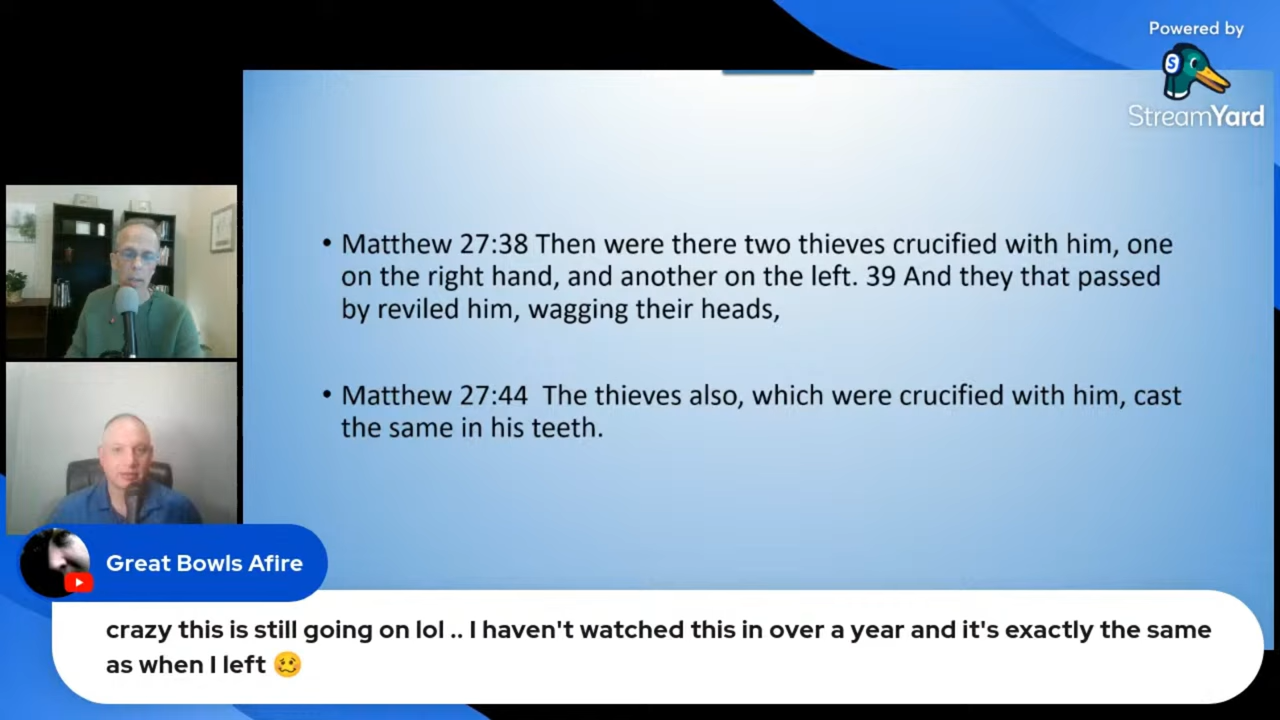 Powered by
StreamYard
• Matthew 27:38 Then were there two thieves crucified with him, one
on the right hand, and another on the left. 39 And they that passed
by reviled him, wagging their heads,
• Matthew 27:44  The thieves also, which were crucified with him, cast
the same in his teeth.
Great Bowls Afire
crazy this is still going on lol .. I haven't watched this in over a year and it's exactly the same
as when I left 🥴